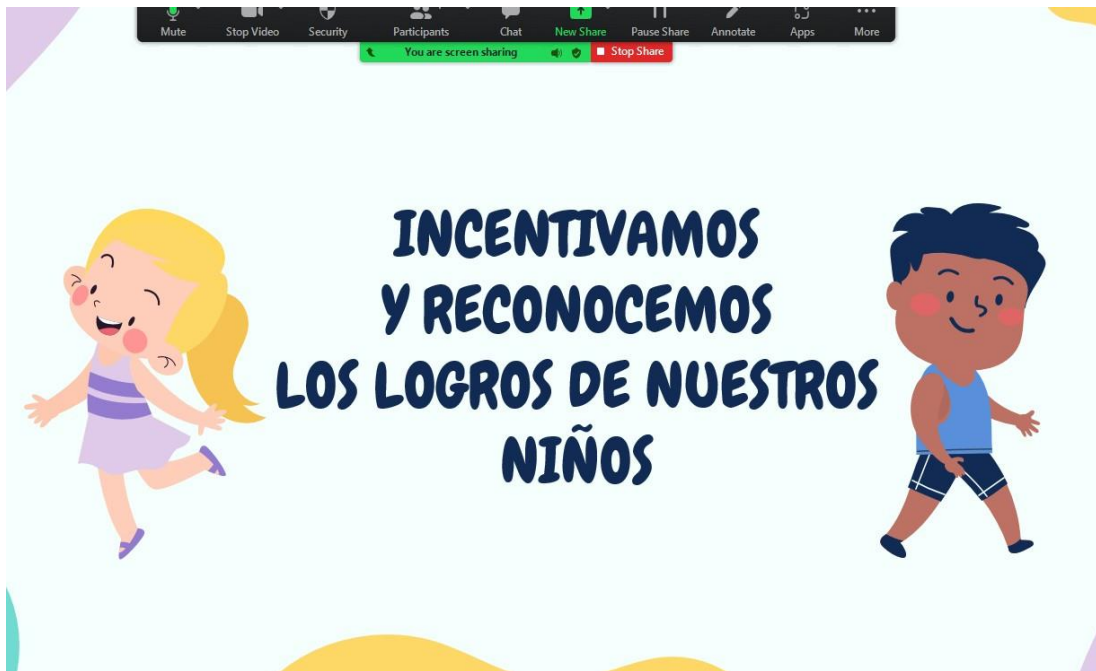 Mute Stop Video Security Participants Chat New Share Pause Share Annotate Apps More
You are screen sharing Stop Share
INCENTIVAMOS
Y RECONOCEMOS
LOS LOGROS DE NUESTROS
NIÑOS